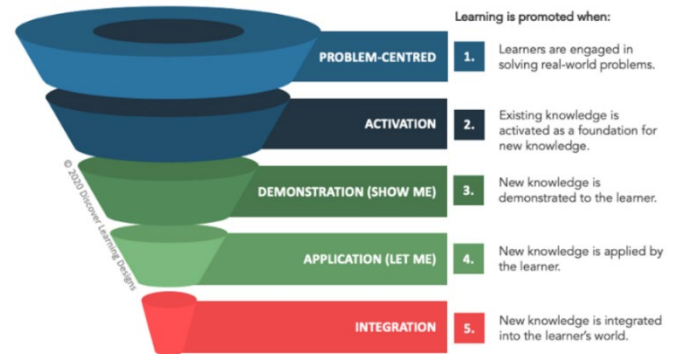 Learning is promoted when:
PROBLEM-CENTRED
1.
Learners are engaged in
solving real-world problems.
ACTIVATION
2.
Existing knowledge is
activated as a foundation for
new knowledge.
DEMONSTRATION (SHOW ME)
3.
New knowledge is
demonstrated to the learner.
APPLICATION (LET ME)
4.
New knowledge is applied by
the learner.
INTEGRATION
5.
New knowledge is integrated
into the learner's world.
© 2020 Discover Learning Designs